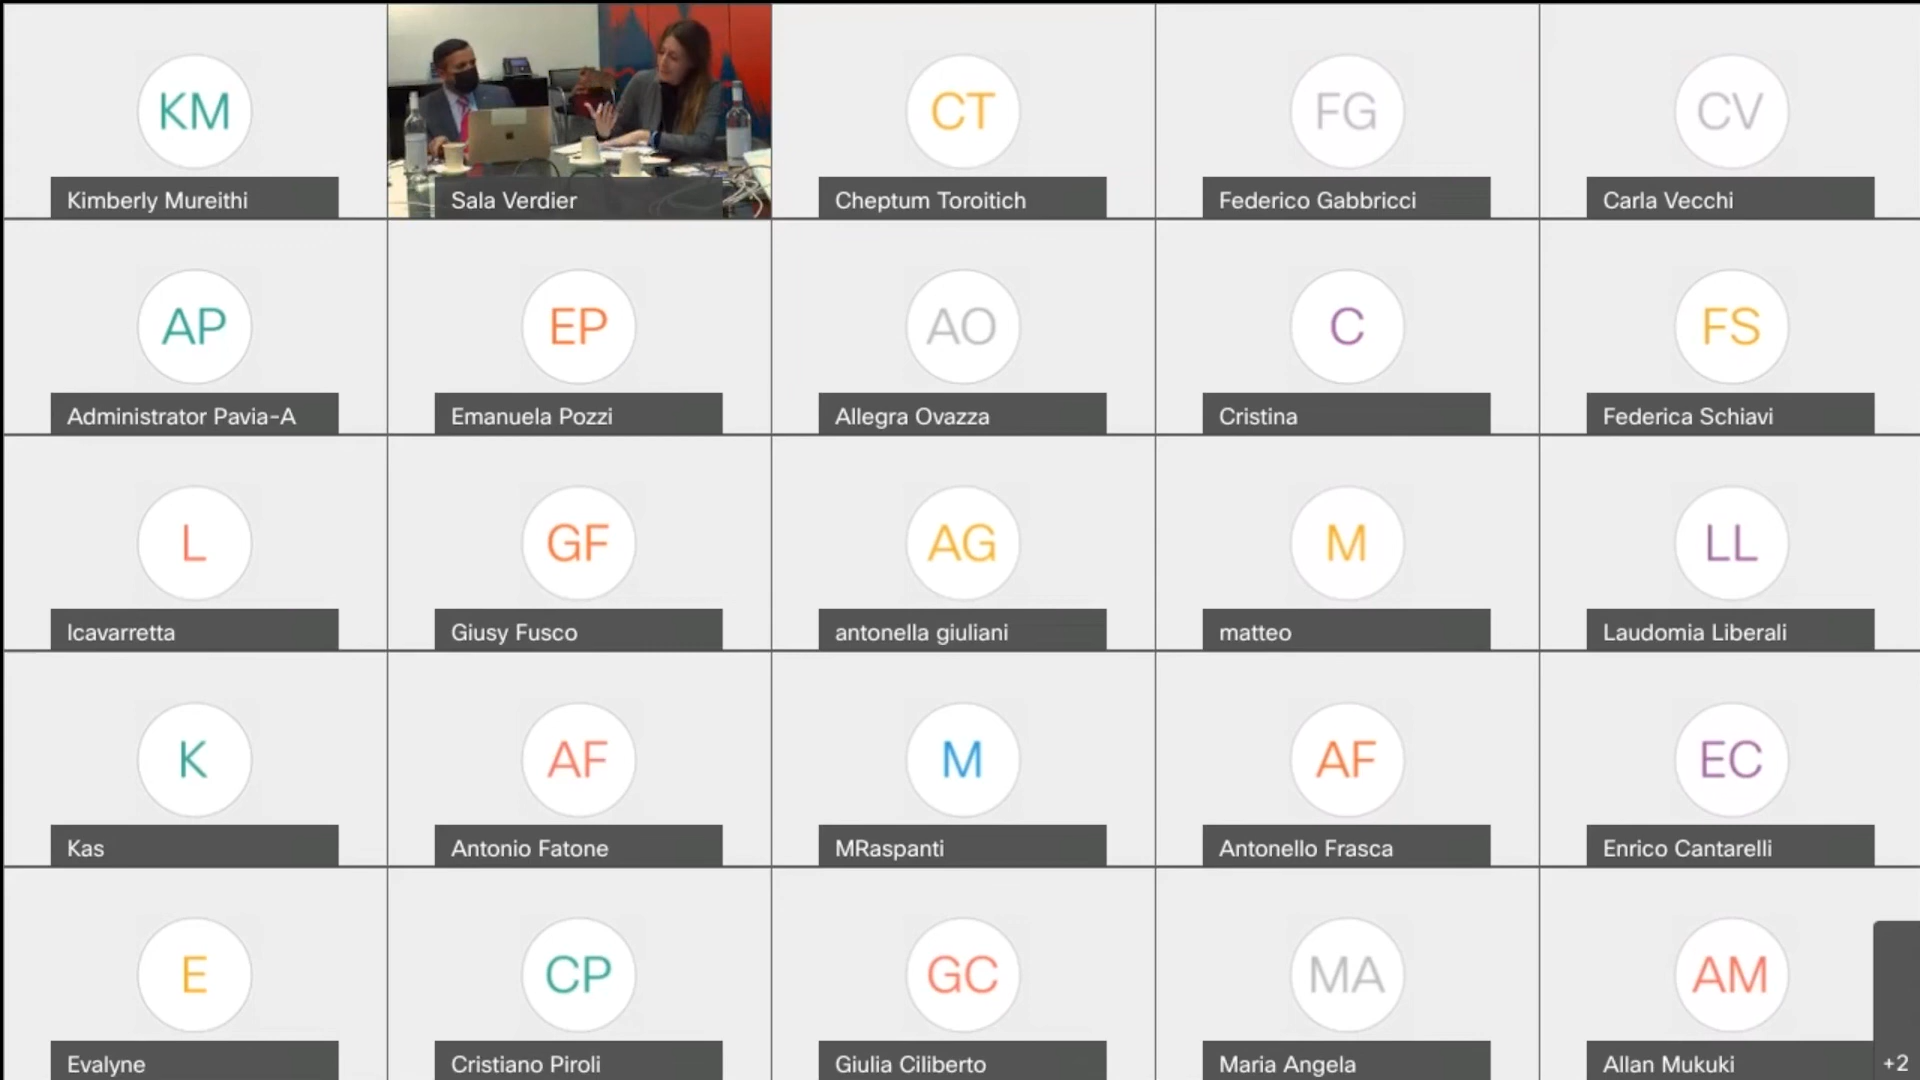 KM
Kimberly Mureithi
Sala Verdier
CT
Cheptum Toroitich
FG
Federico Gabbricci
CV
Carla Vecchi
AP
Administrator Pavia-A
EP
Emanuela Pozzi
AO
Allegra Ovazza
C
Cristina
FS
Federica Schiavi
L
lcavarretta
GF
Giusy Fusco
AG
antonella giuliani
M
matteo
LL
Laudomia Liberali
K
Kas
AF
Antonio Fatone
M
MRaspanti
AF
Antonello Frasca
EC
Enrico Cantarelli
E
Evalyne
CP
Cristiano Piroli
GC
Giulia Ciliberto
MA
Maria Angela
AM
Allan Mukuki
+2